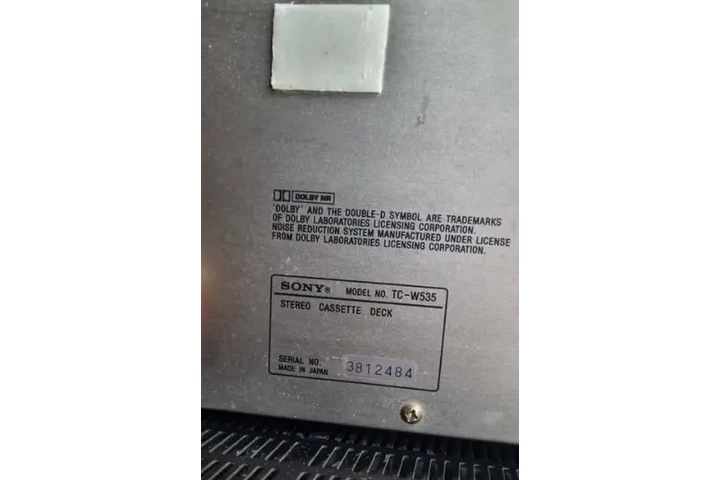 DOLBY NR
'DOLBY' AND THE DOUBLE-D SYMBOL ARE TRADEMARKS
OF DOLBY LABORATORIES LICENSING CORPORATION.
NOISE REDUCTION SYSTEM MANUFACTURED UNDER LICENSE
FROM DOLBY LABORATORIES LICENSING CORPORATION.
SONY® MODEL NO. TC-W535
STEREO CASSETTE DECK
SERIAL NO. 3812484
MADE IN JAPAN